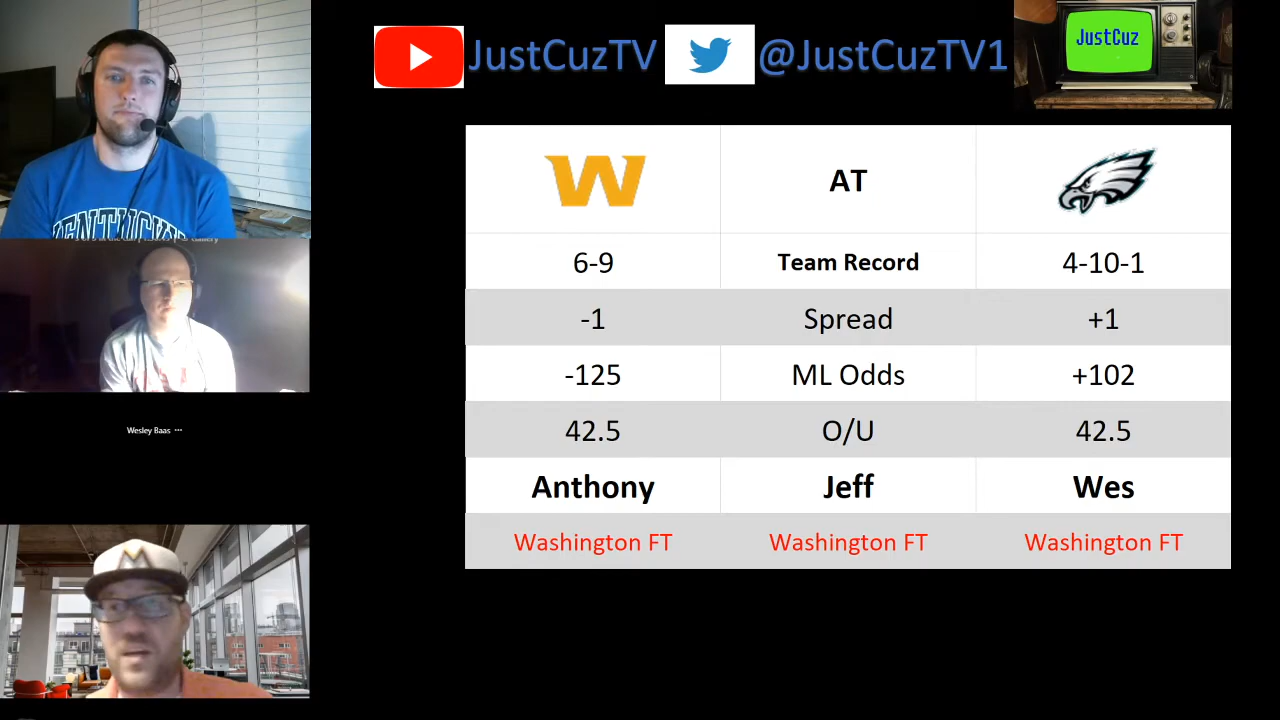 JustCuzTV
@JustCuzTV1
JustCuz
KENTUCKY
W
AT
6-9 Team Record 4-10-1
-1 Spread +1
-125 ML Odds +102
42.5 O/U 42.5
Anthony Jeff Wes
Washington FT Washington FT Washington FT
Wesley Baas ...
M